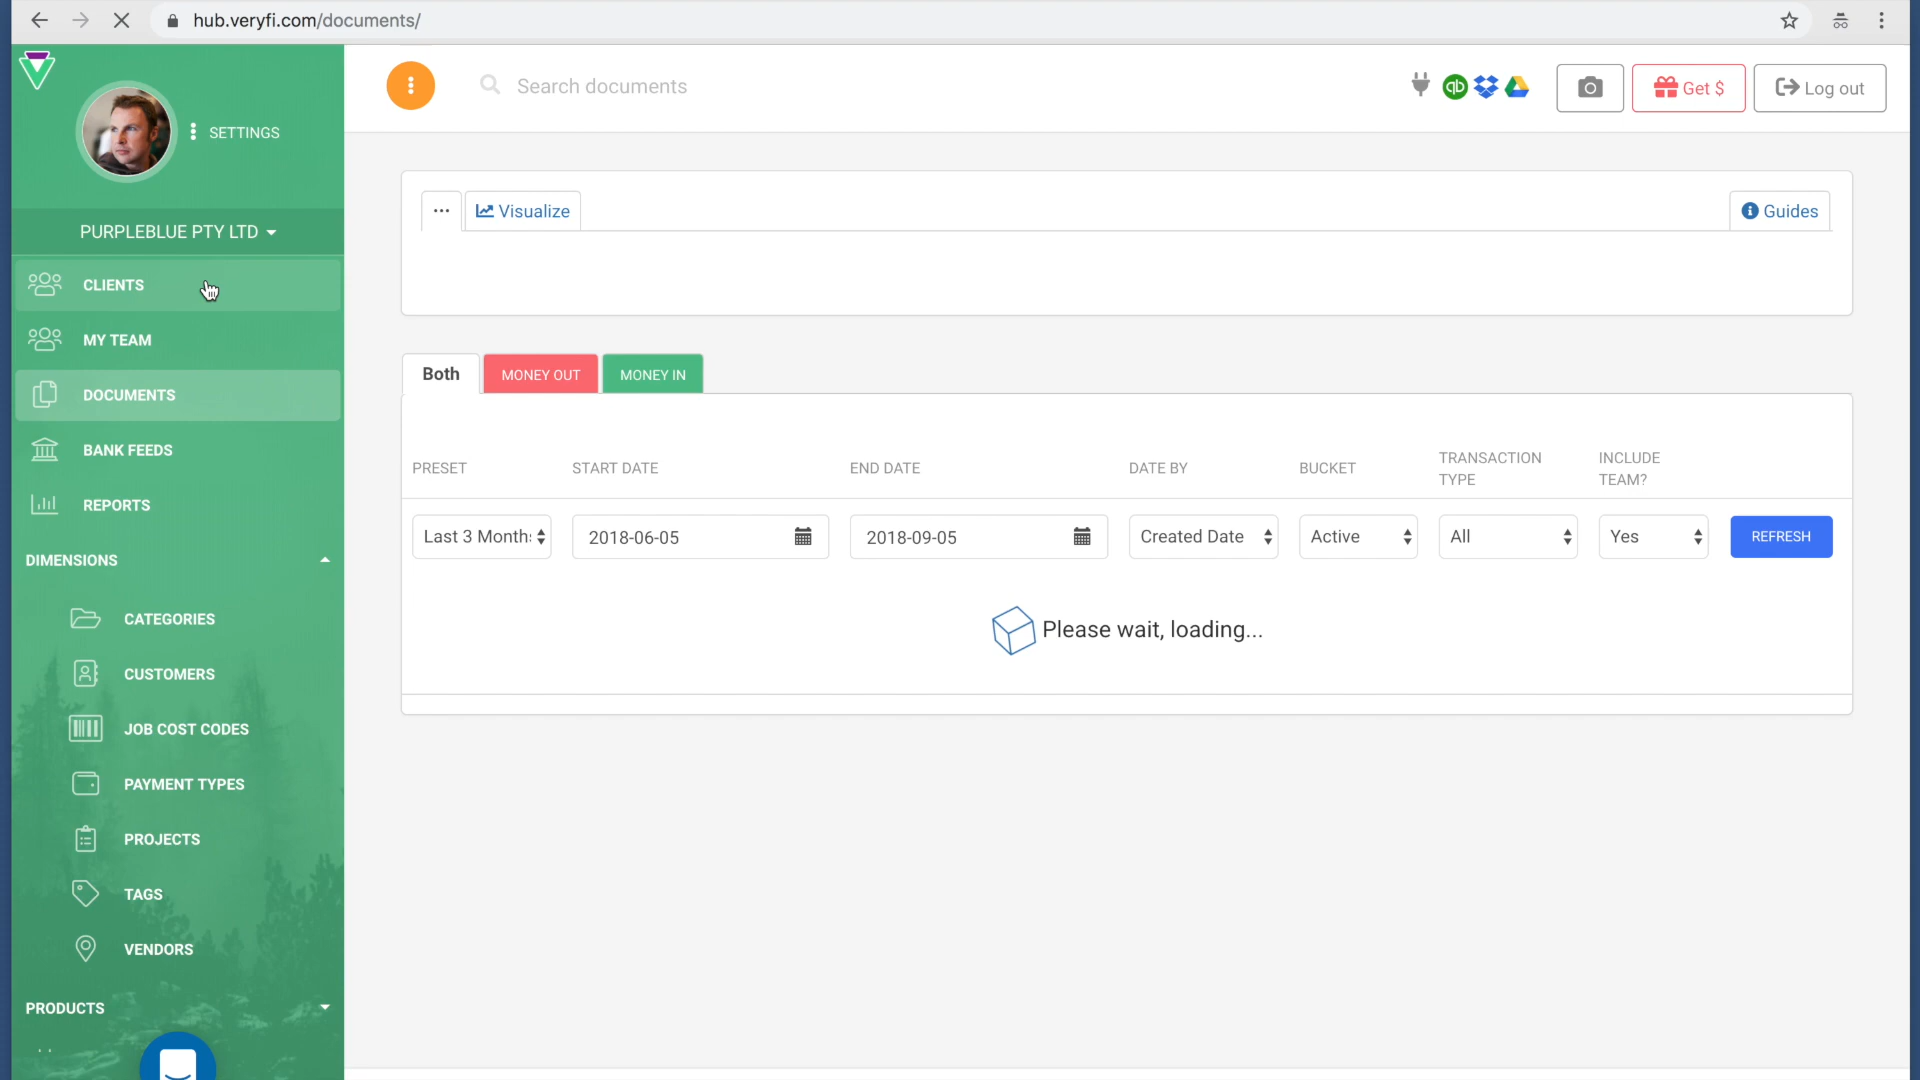 hub.veryfi.com/documents/
SETTINGS
PURPLEBLUE PTY LTD
CLIENTS
MY TEAM
DOCUMENTS
BANK FEEDS
REPORTS
DIMENSIONS
CATEGORIES
CUSTOMERS
JOB COST CODES
PAYMENT TYPES
PROJECTS
TAGS
VENDORS
PRODUCTS
Search documents
qb
Get $
Log out
... Visualize
Guides
Both MONEY OUT MONEY IN
PRESET START DATE END DATE DATE BY BUCKET TRANSACTION TYPE INCLUDE TEAM?
Last 3 Month 2018-06-05 2018-09-05 Created Date Active All Yes REFRESH
Please wait, loading...